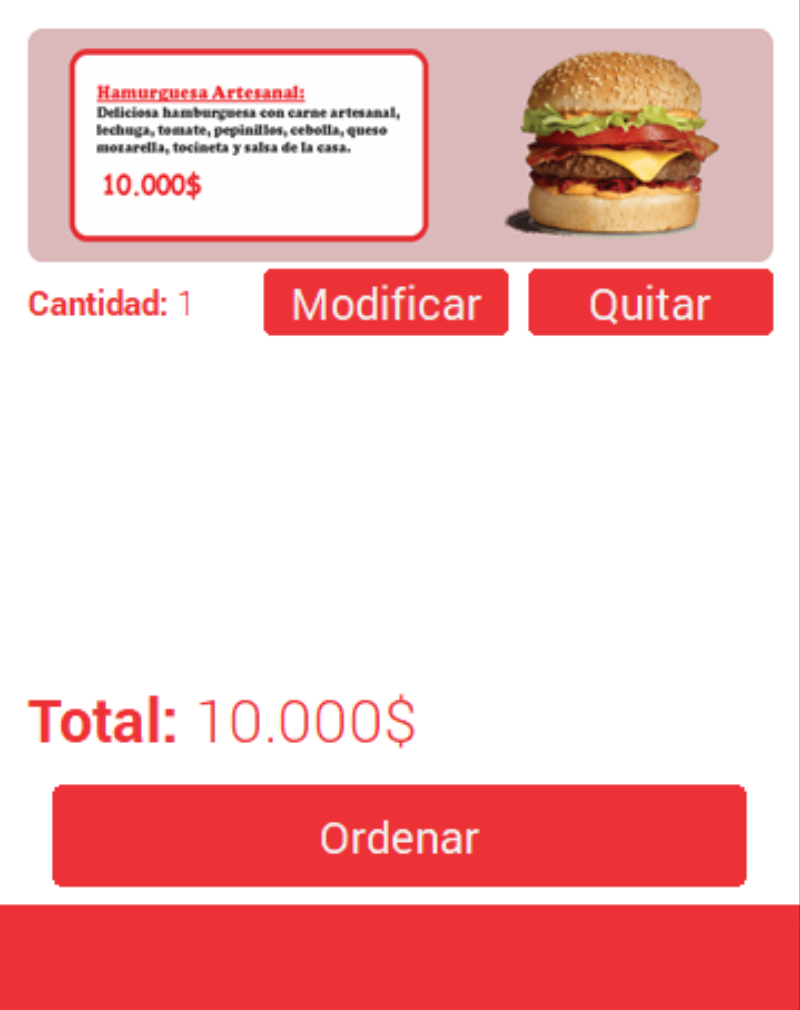 Hamurguesa Artesanal:
Deliciosa hamburguesa con carne artesanal,
lechuga, tomate, pepinillos, cebolla, queso
mozarella, tocineta y salsa de la casa.
10.000$
Cantidad: 1
Modificar
Quitar
Total: 10.000$
Ordenar